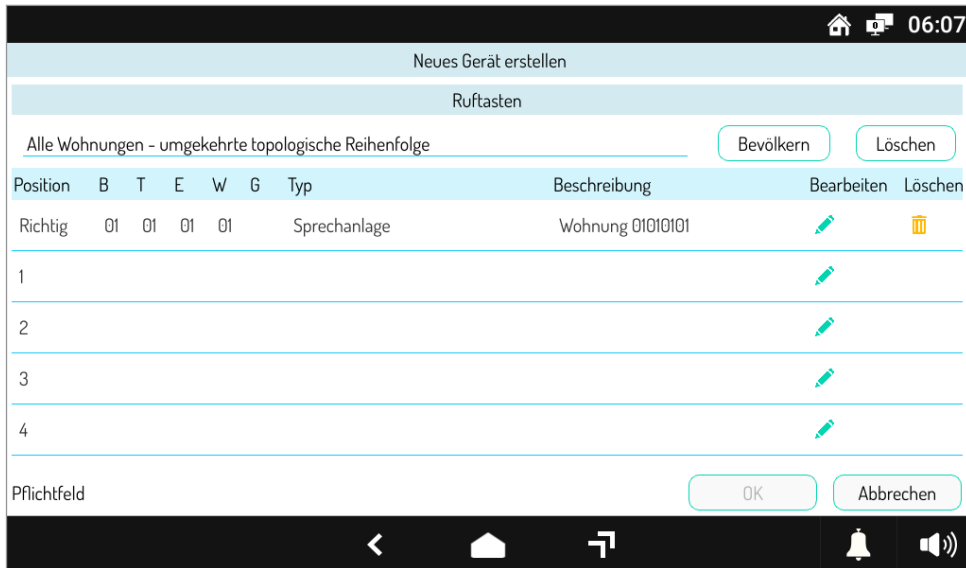 06:07
Neues Gerät erstellen
Ruftasten
Alle Wohnungen - umgekehrte topologische Reihenfolge Bevölkern Löschen
Position B T E W G Typ Beschreibung Bearbeiten Löschen
Richtig 01 01 01 01 Sprechanlage Wohnung 01010101
1
2
3
4
Pflichtfeld OK Abbrechen